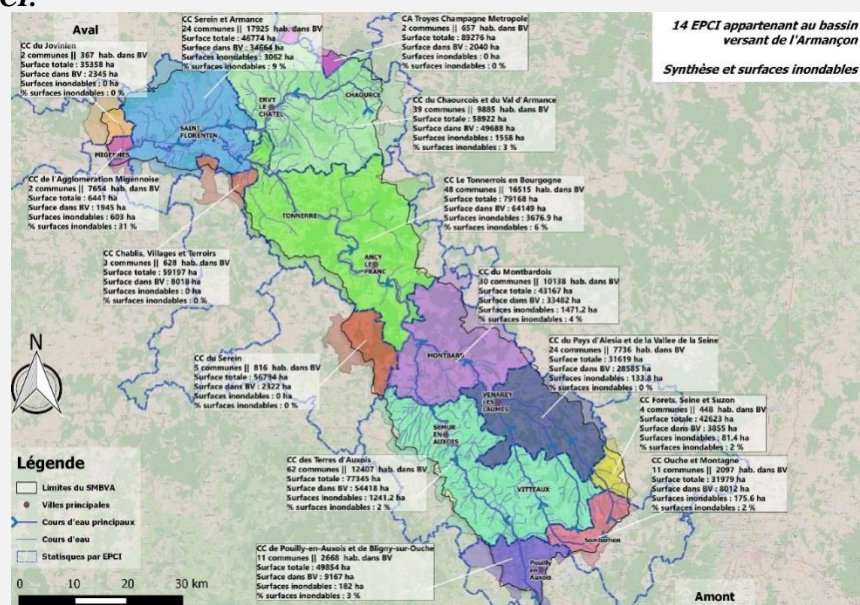 CI.
Aval
14 EPCI appartenant au bassin
versant de l'Armançon
Synthèse et surfaces inondables
CC du Jovinien
2 communes || 367 hab. dans BV
Surface totale : 35358 ha
Surface dans BV : 2345 ha
Surfaces inondables : 0 ha
% surfaces inondables : 0 %
CC Serein et Armance
24 communes || 17925 hab. dans BV
Surface totale : 46774 ha
Surface dans BV : 34664 ha
Surfaces inondables : 3062 ha
% surfaces inondables : 9 %
CA Troyes Champagne Metropole
2 communes || 657 hab. dans BV
Surface totale : 89276 ha
Surface dans BV : 2040 ha
Surfaces inondables : 0 ha
% surfaces inondables : 0 %
CC du Chaourcois et du Val d'Armance
39 communes || 9885 hab. dans BV
Surface totale : 58922 ha
Surface dans BV : 49688 ha
Surfaces inondables : 1558 ha
% surfaces inondables : 3 %
CHAOURCE
ERVY
LE
CHATEL
SAINT
FLORENTIN
MIGENNES
CC de l'Agglomeration Migennoise
2 communes || 7654 hab. dans BV
Surface totale : 6441 ha
Surface dans BV : 1945 ha
Surfaces inondables : 603 ha
% surfaces inondables : 31 %
CC Le Tonnerrois en Bourgogne
48 communes || 16515 hab. dans BV
Surface totale : 79168 ha
Surface dans BV : 64149 ha
Surfaces inondables : 3676.9 ha
% surfaces inondables : 6 %
TONNERRE
ANCY
LE
FRANC
CC Chablis, Villages et Terroirs
3 communes || 628 hab. dans BV
Surface totale : 59197 ha
Surface dans BV : 8018 ha
Surfaces inondables : 0 ha
% surfaces inondables : 0 %
CC du Montbardois
30 communes || 10138 hab. dans BV
Surface totale : 43167 ha
Surface dans BV : 33482 ha
Surfaces inondables : 1471.2 ha
% surfaces inondables : 4 %
N
CC du Serein
5 communes || 816 hab. dans BV
Surface totale : 56794 ha
Surface dans BV : 2322 ha
Surfaces inondables : 0 ha
% surfaces inondables : 0 %
MONTBARD
CC du Pays d'Alesia et de la Vallee de la Seine
24 communes || 7736 hab. dans BV
Surface totale : 31619 ha
Surface dans BV : 28585 ha
Surfaces inondables : 133.8 ha
% surfaces inondables : 0 %
VENAREY
LES
LAUMES
SEMUR
EN
AUXOIS
CC Forets, Seine et Suzon
4 communes || 448 hab. dans BV
Surface totale : 42623 ha
Surface dans BV : 3855 ha
Surfaces inondables : 81.4 ha
% surfaces inondables : 2 %
CC des Terres d'Auxois
62 communes || 12407 hab. dans BV
Surface totale : 77345 ha
Surface dans BV : 54418 ha
Surfaces inondables : 1241.2 ha
% surfaces inondables : 2 %
CC Ouche et Montagne
11 communes || 2097 hab. dans BV
Surface totale : 31979 ha
Surface dans BV : 8012 ha
Surfaces inondables : 175.6 ha
% surfaces inondables : 2 %
VITTEAUX
Sombernon
CC de Pouilly-en-Auxois et de Bligny-sur-Ouche
11 communes || 2668 hab. dans BV
Surface totale : 49854 ha
Surface dans BV : 9167 ha
Surfaces inondables : 182 ha
% surfaces inondables : 3 %
Pouilly
en
Auxois
Légende
Limites du SMBVA
Villes principales
Cours d'eau principaux
Cours d'eau
Statisques par EPCI
0 10 20 30 km
Amont